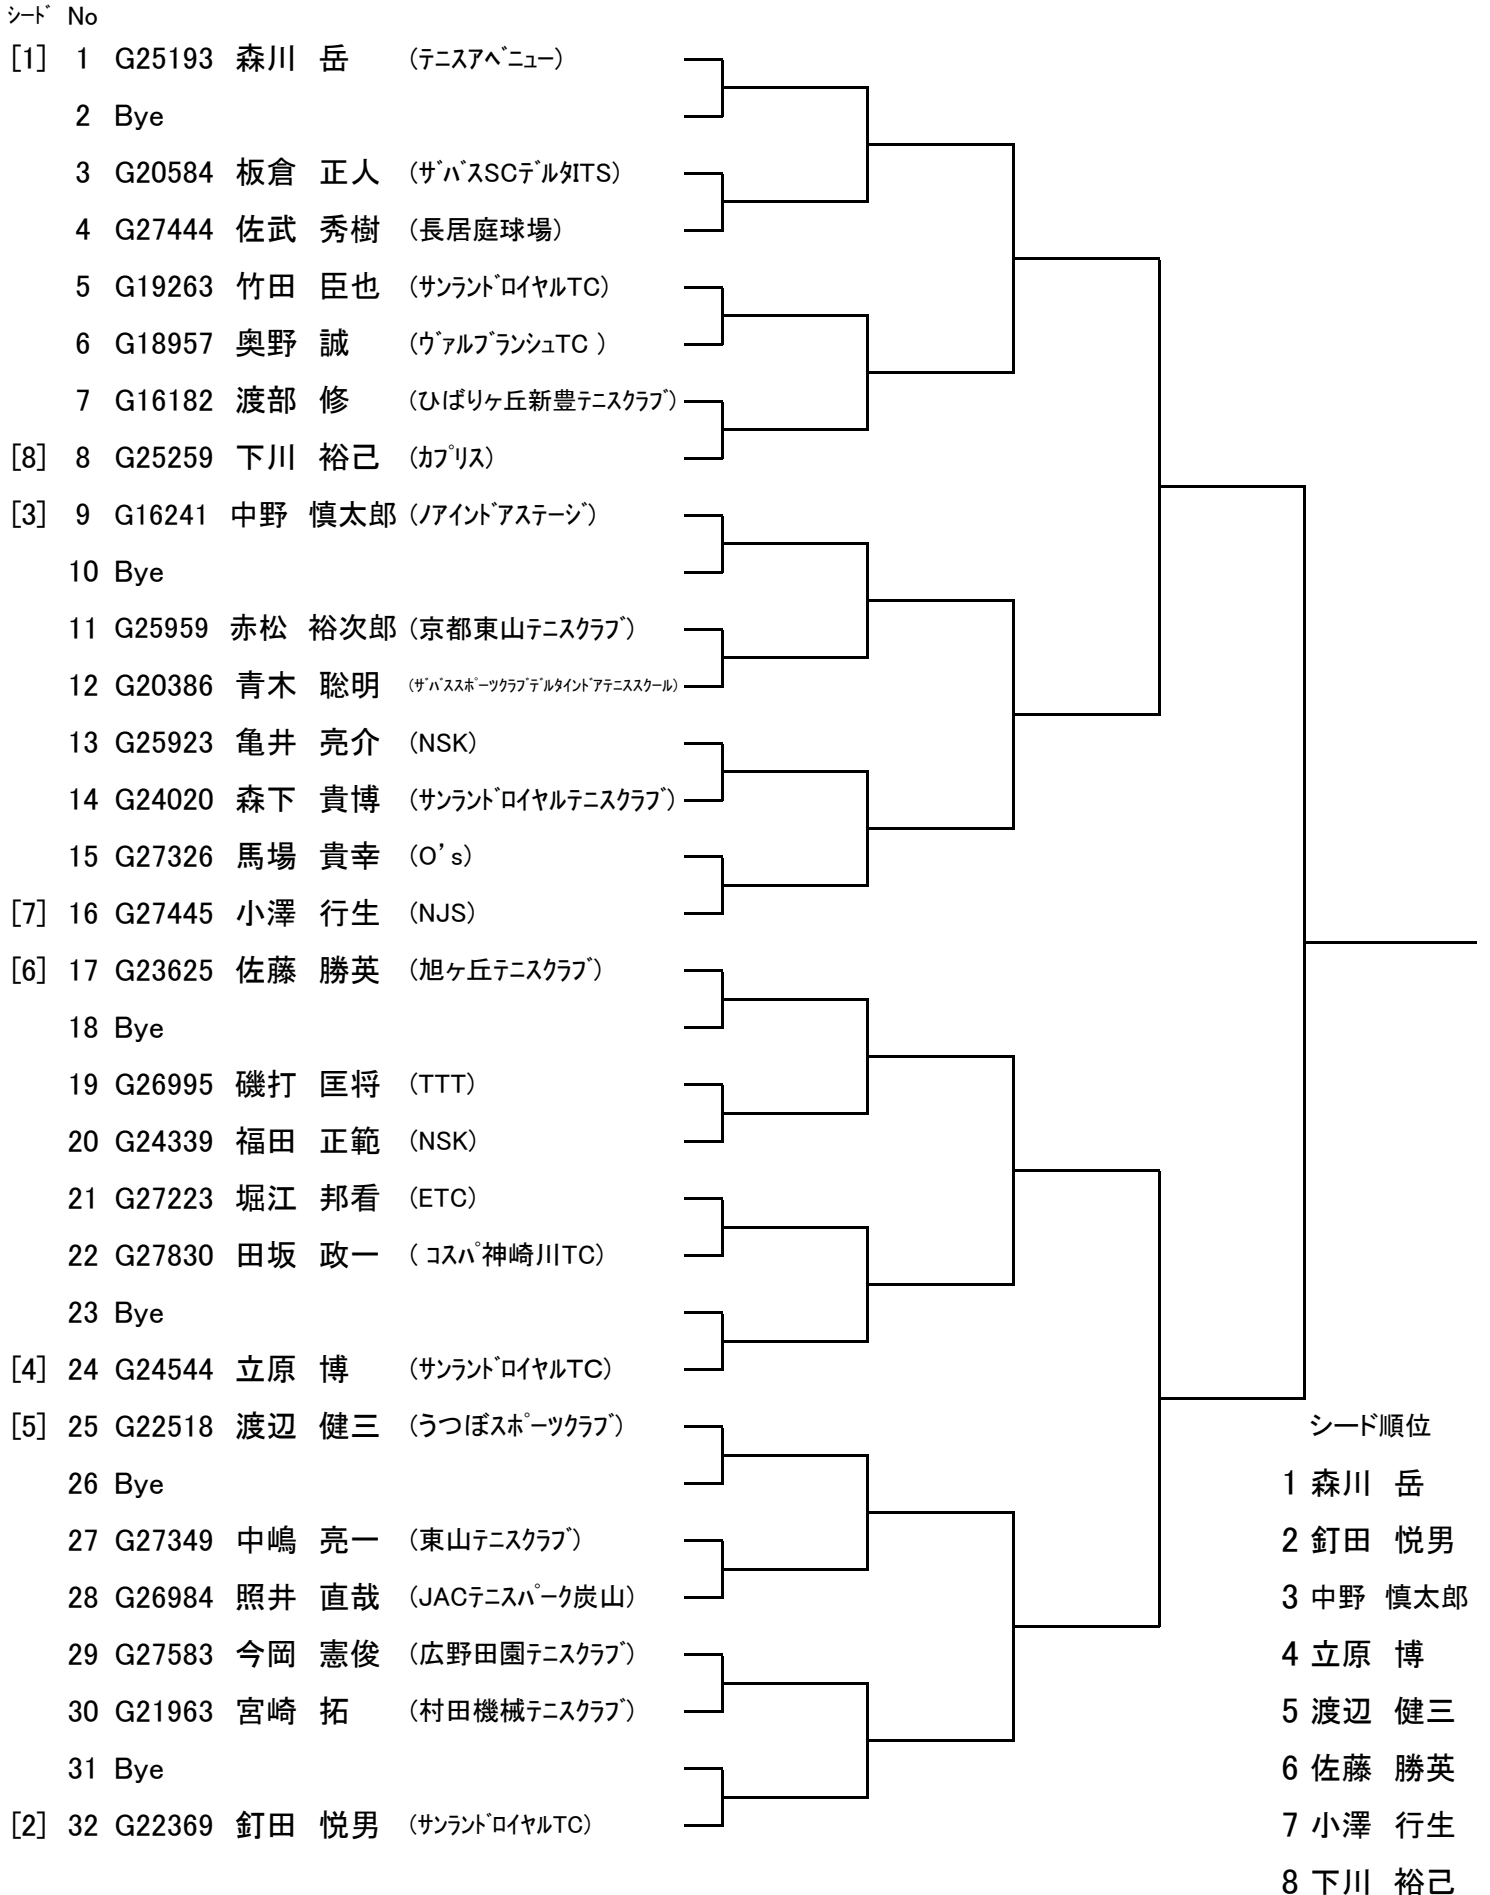 ｼｰﾄﾞ No
[1] 1 G25193 森川 岳 (ﾃﾆｽｱﾍﾞﾆｭｰ)
2 Bye
3 G20584 板倉 正人 (ｻﾞﾊﾞｽSCﾃﾞﾙﾀITS)
4 G27444 佐武 秀樹 (長居庭球場)
5 G19263 竹田 臣也 (ｻﾝﾗﾝﾄﾞﾛｲﾔﾙTC)
6 G18957 奥野 誠 (ｳﾞｧﾙﾌﾞﾗﾝｼｭTC )
7 G16182 渡部 修 (ひばりヶ丘新豊ﾃﾆｽｸﾗﾌﾞ)
[8] 8 G25259 下川 裕己 (ｶﾌﾟﾘｽ)
[3] 9 G16241 中野 慎太郎 (ﾉｱｲﾝﾄﾞｱｽﾃｰｼﾞ)
10 Bye
11 G25959 赤松 裕次郎 (京都東山ﾃﾆｽｸﾗﾌﾞ)
12 G20386 青木 聡明 (ｻﾞﾊﾞｽｽﾎﾟｰﾂｸﾗﾌﾞﾃﾞﾙﾀｲﾝﾄﾞｱﾃﾆｽｽｸｰﾙ)
13 G25923 亀井 亮介 (NSK)
14 G24020 森下 貴博 (ｻﾝﾗﾝﾄﾞﾛｲﾔﾙﾃﾆｽｸﾗﾌﾞ)
15 G27326 馬場 貴幸 (O’s)
[7] 16 G27445 小澤 行生 (NJS)
[6] 17 G23625 佐藤 勝英 (旭ヶ丘ﾃﾆｽｸﾗﾌﾞ)
18 Bye
19 G26995 磯打 匡将 (TTT)
20 G24339 福田 正範 (NSK)
21 G27223 堀江 邦看 (ETC)
22 G27830 田坂 政一 ( ｺｽﾊﾟ神崎川TC)
23 Bye
[4] 24 G24544 立原 博 (ｻﾝﾗﾝﾄﾞﾛｲﾔﾙTC)
[5] 25 G22518 渡辺 健三 (うつぼｽﾎﾟｰﾂｸﾗﾌﾞ)
26 Bye
27 G27349 中嶋 亮一 (東山ﾃﾆｽｸﾗﾌﾞ)
28 G26984 照井 直哉 (JACﾃﾆｽﾊﾟｰｸ炭山)
29 G27583 今岡 憲俊 (広野田園ﾃﾆｽｸﾗﾌﾞ)
30 G21963 宮崎 拓 (村田機械ﾃﾆｽｸﾗﾌﾞ)
31 Bye
[2] 32 G22369 釘田 悦男 (ｻﾝﾗﾝﾄﾞﾛｲﾔﾙTC)
シード順位
1 森川 岳
2 釘田 悦男
3 中野 慎太郎
4 立原 博
5 渡辺 健三
6 佐藤 勝英
7 小澤 行生
8 下川 裕己